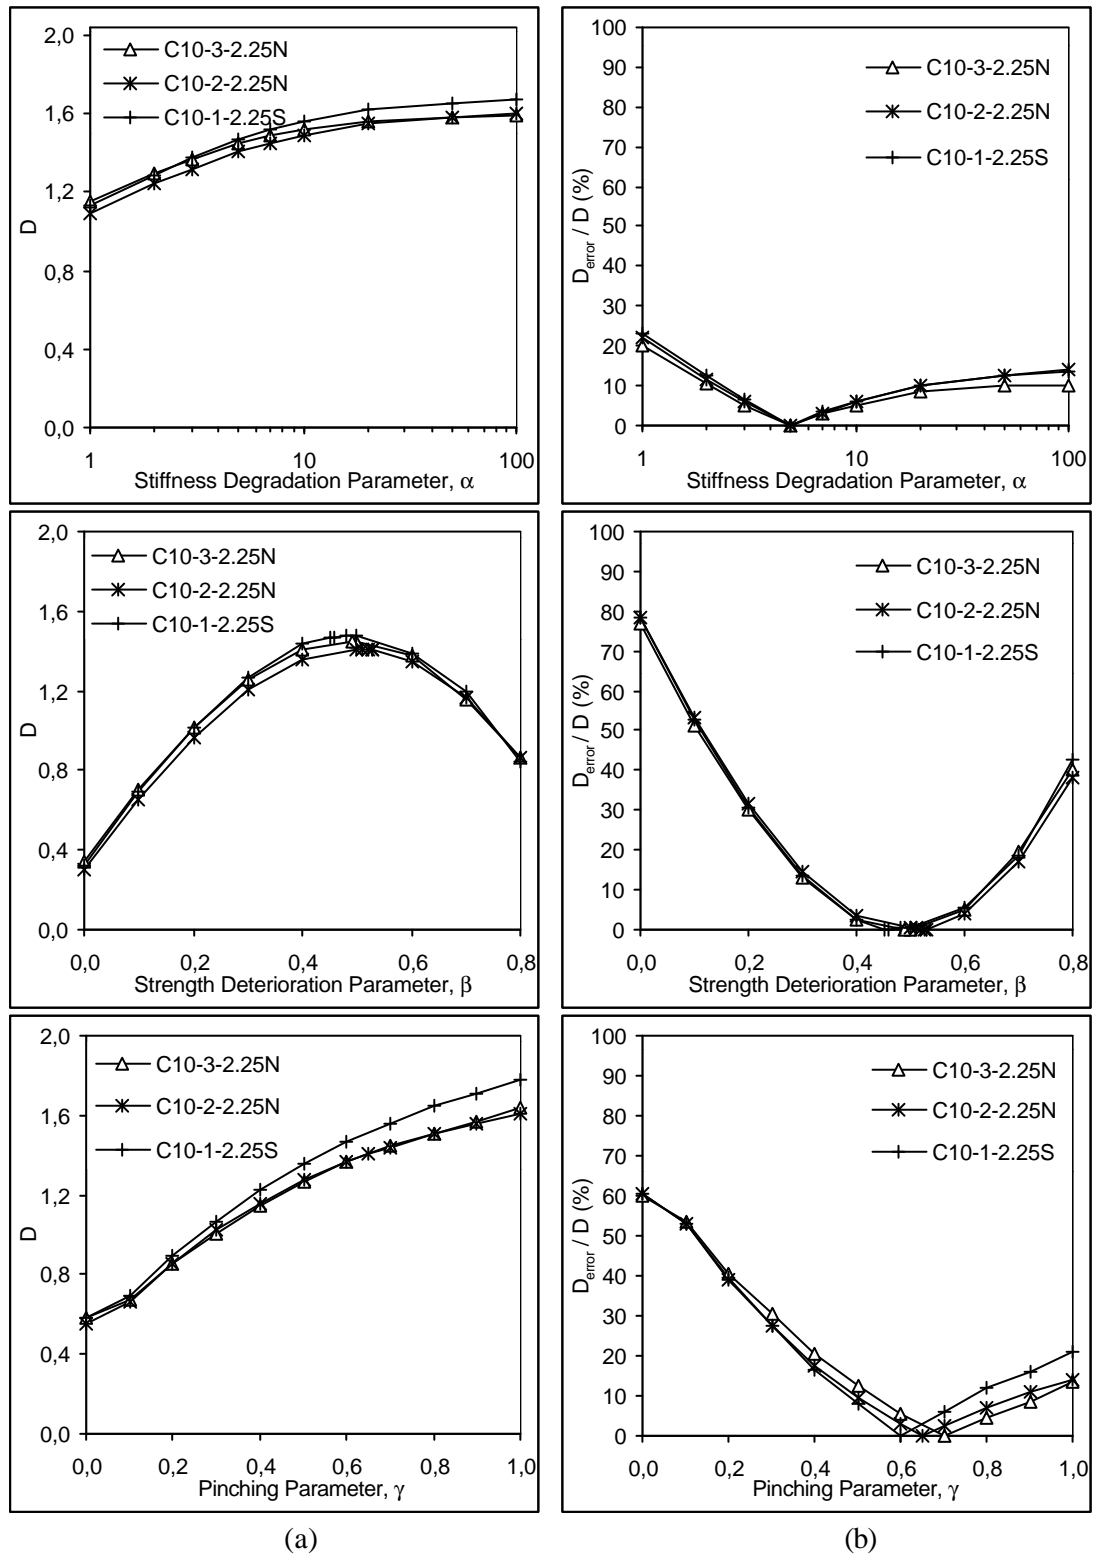 2,0
1,6
1,2
0,8
0,4
0,0
D
C10-3-2.25N
C10-2-2.25N
C10-1-2.25S
1 10 100
Stiffness Degradation Parameter, α
100
90
80
70
60
50
40
30
20
10
0
D error / D (%)
C10-3-2.25N
C10-2-2.25N
C10-1-2.25S
1 10 100
Stiffness Degradation Parameter, α
2,0
1,6
1,2
0,8
0,4
0,0
D
C10-3-2.25N
C10-2-2.25N
C10-1-2.25S
0,0 0,2 0,4 0,6 0,8
Strength Deterioration Parameter, β
100
90
80
70
60
50
40
30
20
10
0
D error / D (%)
C10-3-2.25N
C10-2-2.25N
C10-1-2.25S
0,0 0,2 0,4 0,6 0,8
Strength Deterioration Parameter, β
2,0
1,6
1,2
0,8
0,4
0,0
D
C10-3-2.25N
C10-2-2.25N
C10-1-2.25S
0,0 0,2 0,4 0,6 0,8 1,0
Pinching Parameter, γ
100
90
80
70
60
50
40
30
20
10
0
D error / D (%)
C10-3-2.25N
C10-2-2.25N
C10-1-2.25S
0,0 0,2 0,4 0,6 0,8 1,0
Pinching Parameter, γ
(a) (b)